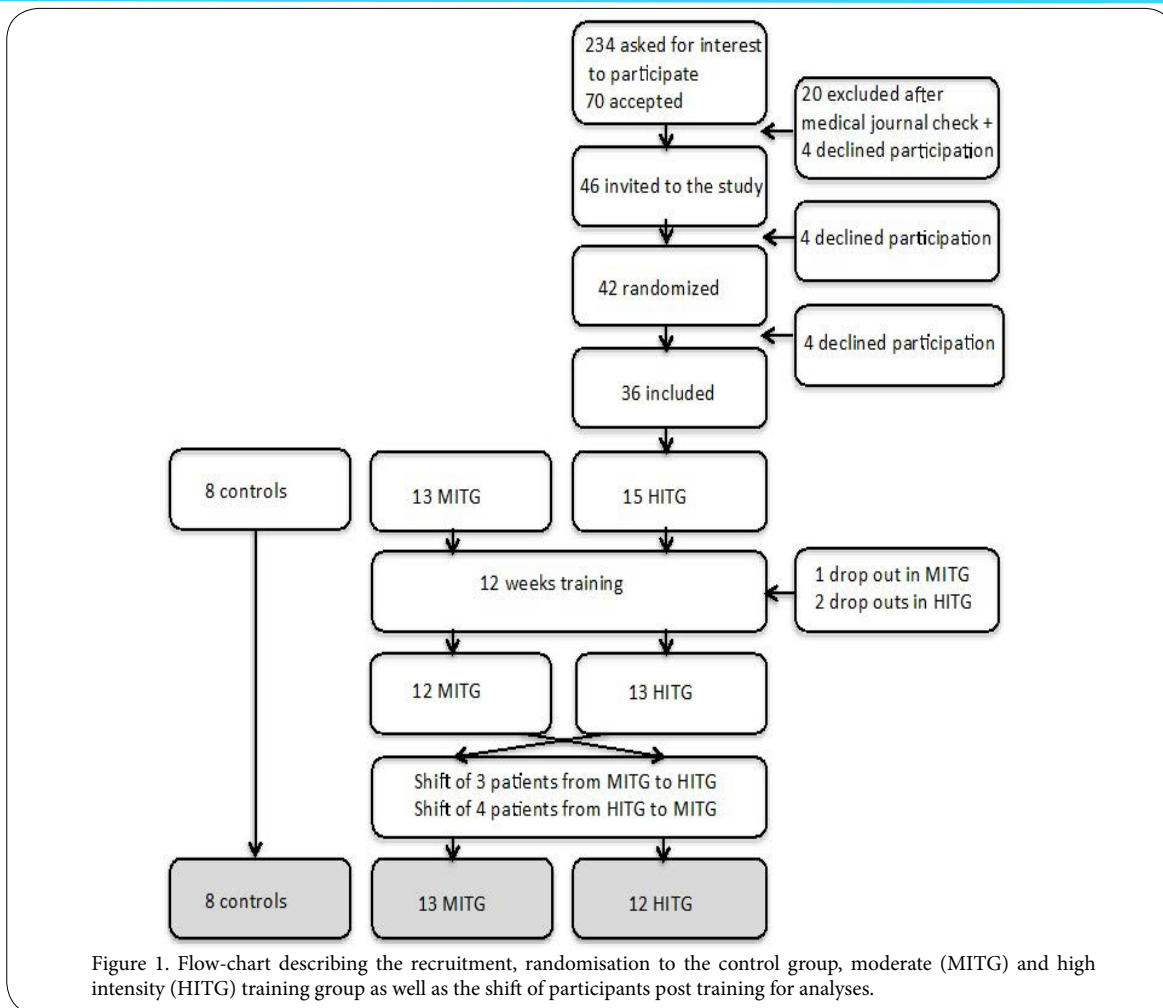 234 asked for interest
to participate
70 accepted
20 excluded after
medical journal check +
4 declined participation
46 invited to the study
4 declined participation
42 randomized
4 declined participation
36 included
8 controls
13 MITG
15 HITG
12 weeks training
1 drop out in MITG
2 drop outs in HITG
12 MITG
13 HITG
Shift of 3 patients from MITG to HITG
Shift of 4 patients from HITG to MITG
8 controls
13 MITG
12 HITG
Figure 1. Flow-chart describing the recruitment, randomisation to the control group, moderate (MITG) and high
intensity (HITG) training group as well as the shift of participants post training for analyses.